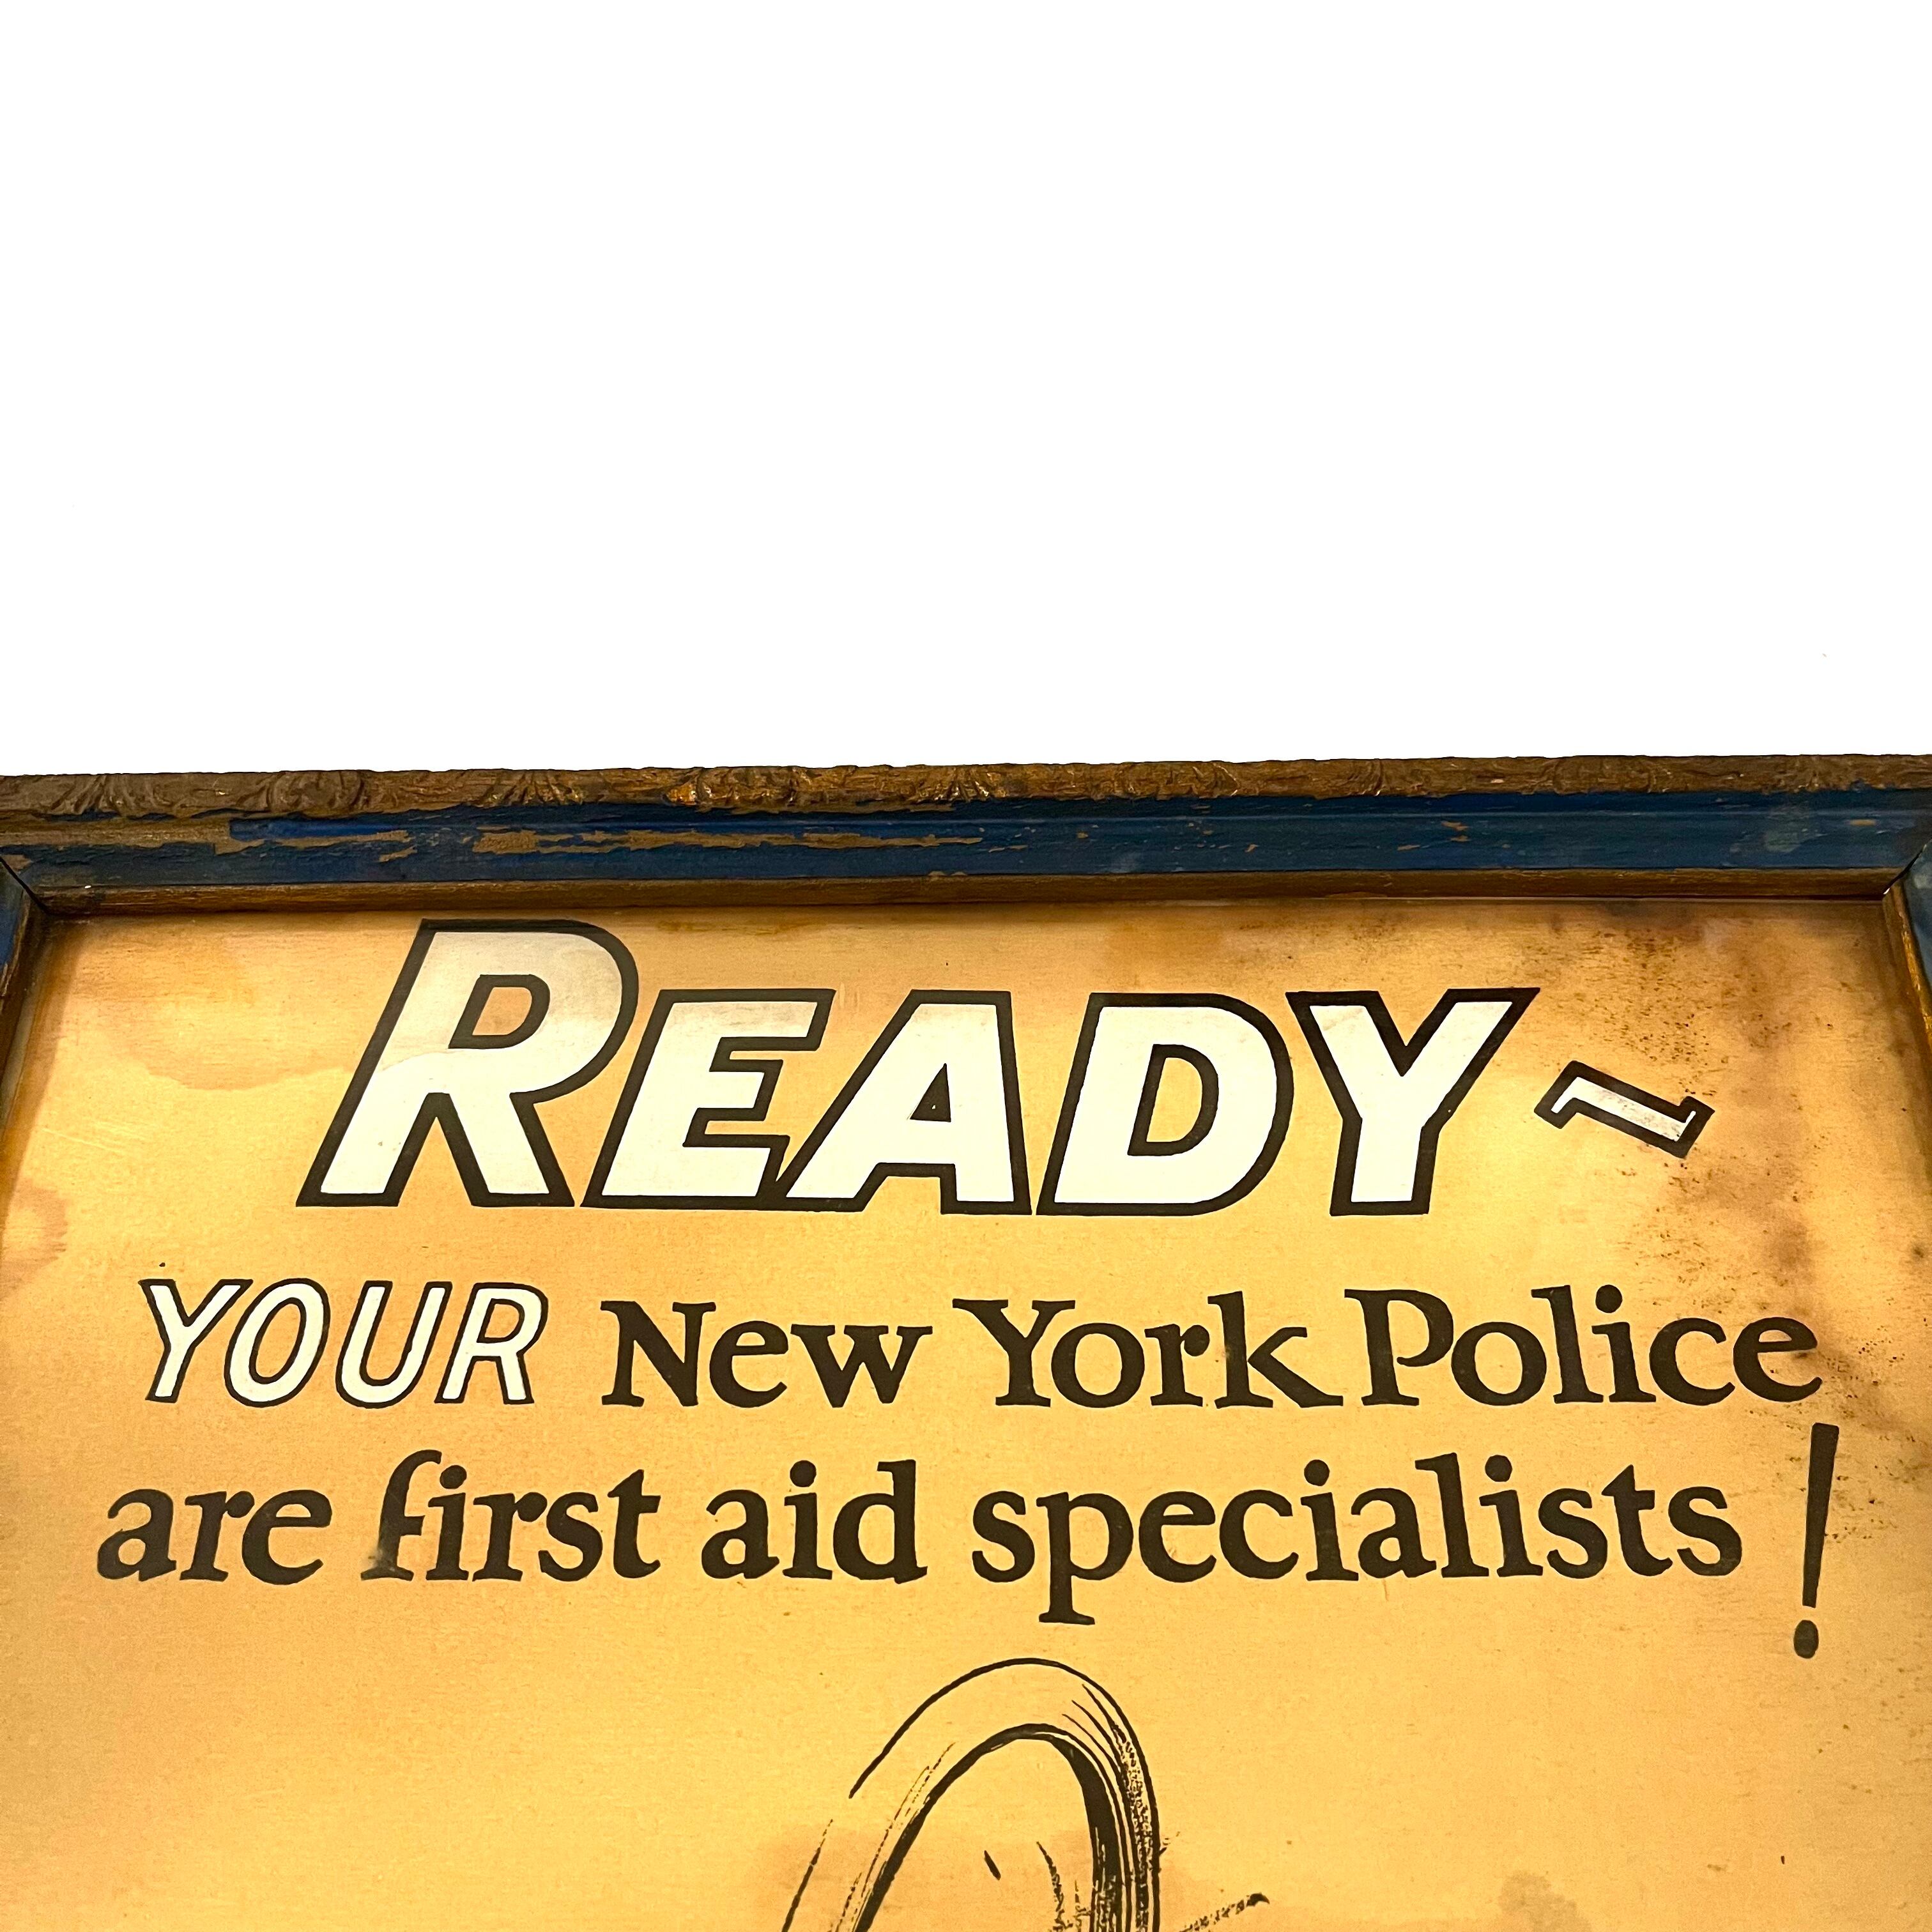 READY ~
YOUR New York Police
are first aid specialists!